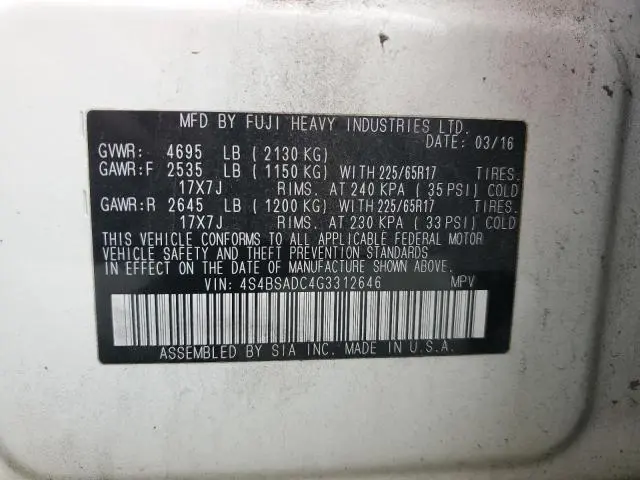 MFD BY FUJI HEAVY INDUSTRIES LTD.
DATE: 03/16
GVWR: 4695 LB ( 2130 KG)
GAWR:F 2535 LB ( 1150 KG) WITH 225/65R17 TIRES.
17X7J RIMS. AT 240 KPA ( 35 PSI) COLD
GAWR:R 2645 LB ( 1200 KG) WITH 225/65R17 TIRES.
17X7J RIMS. AT 230 KPA ( 33 PSI) COLD
THIS VEHICLE CONFORMS TO ALL APPLICABLE FEDERAL MOTOR
VEHICLE SAFETY AND THEFT PREVENTION STANDARDS
IN EFFECT ON THE DATE OF MANUFACTURE SHOWN ABOVE.
VIN: 4S4BSADC4G3312646 MPV
ASSEMBLED BY SIA INC. MADE IN U.S.A.